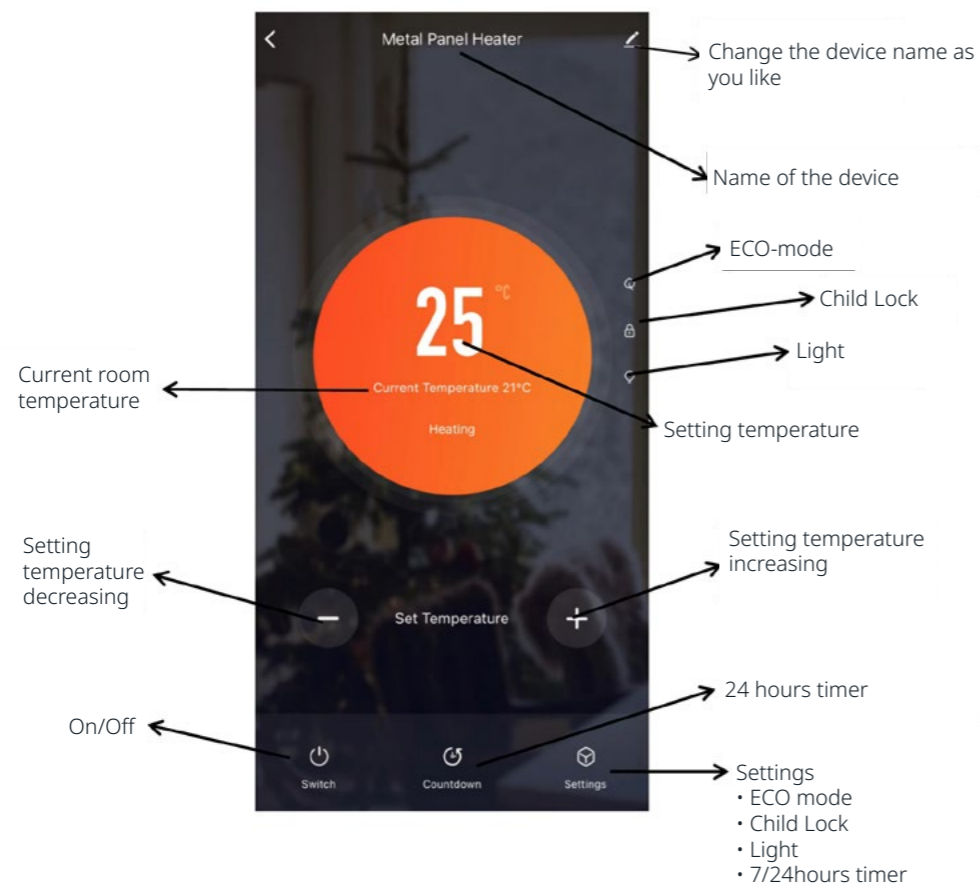 Metal Panel Heater
Change the device name as
you like
Name of the device
ECO-mode
Child Lock
Light
25 °C
Current Temperature 21°C
Heating
Current room
temperature
Setting temperature
Setting
temperature
decreasing
Setting temperature
increasing
Set Temperature
24 hours timer
On/Off
Switch
Countdown
Settings
Settings
• ECO mode
• Child Lock
• Light
• 7/24hours timer